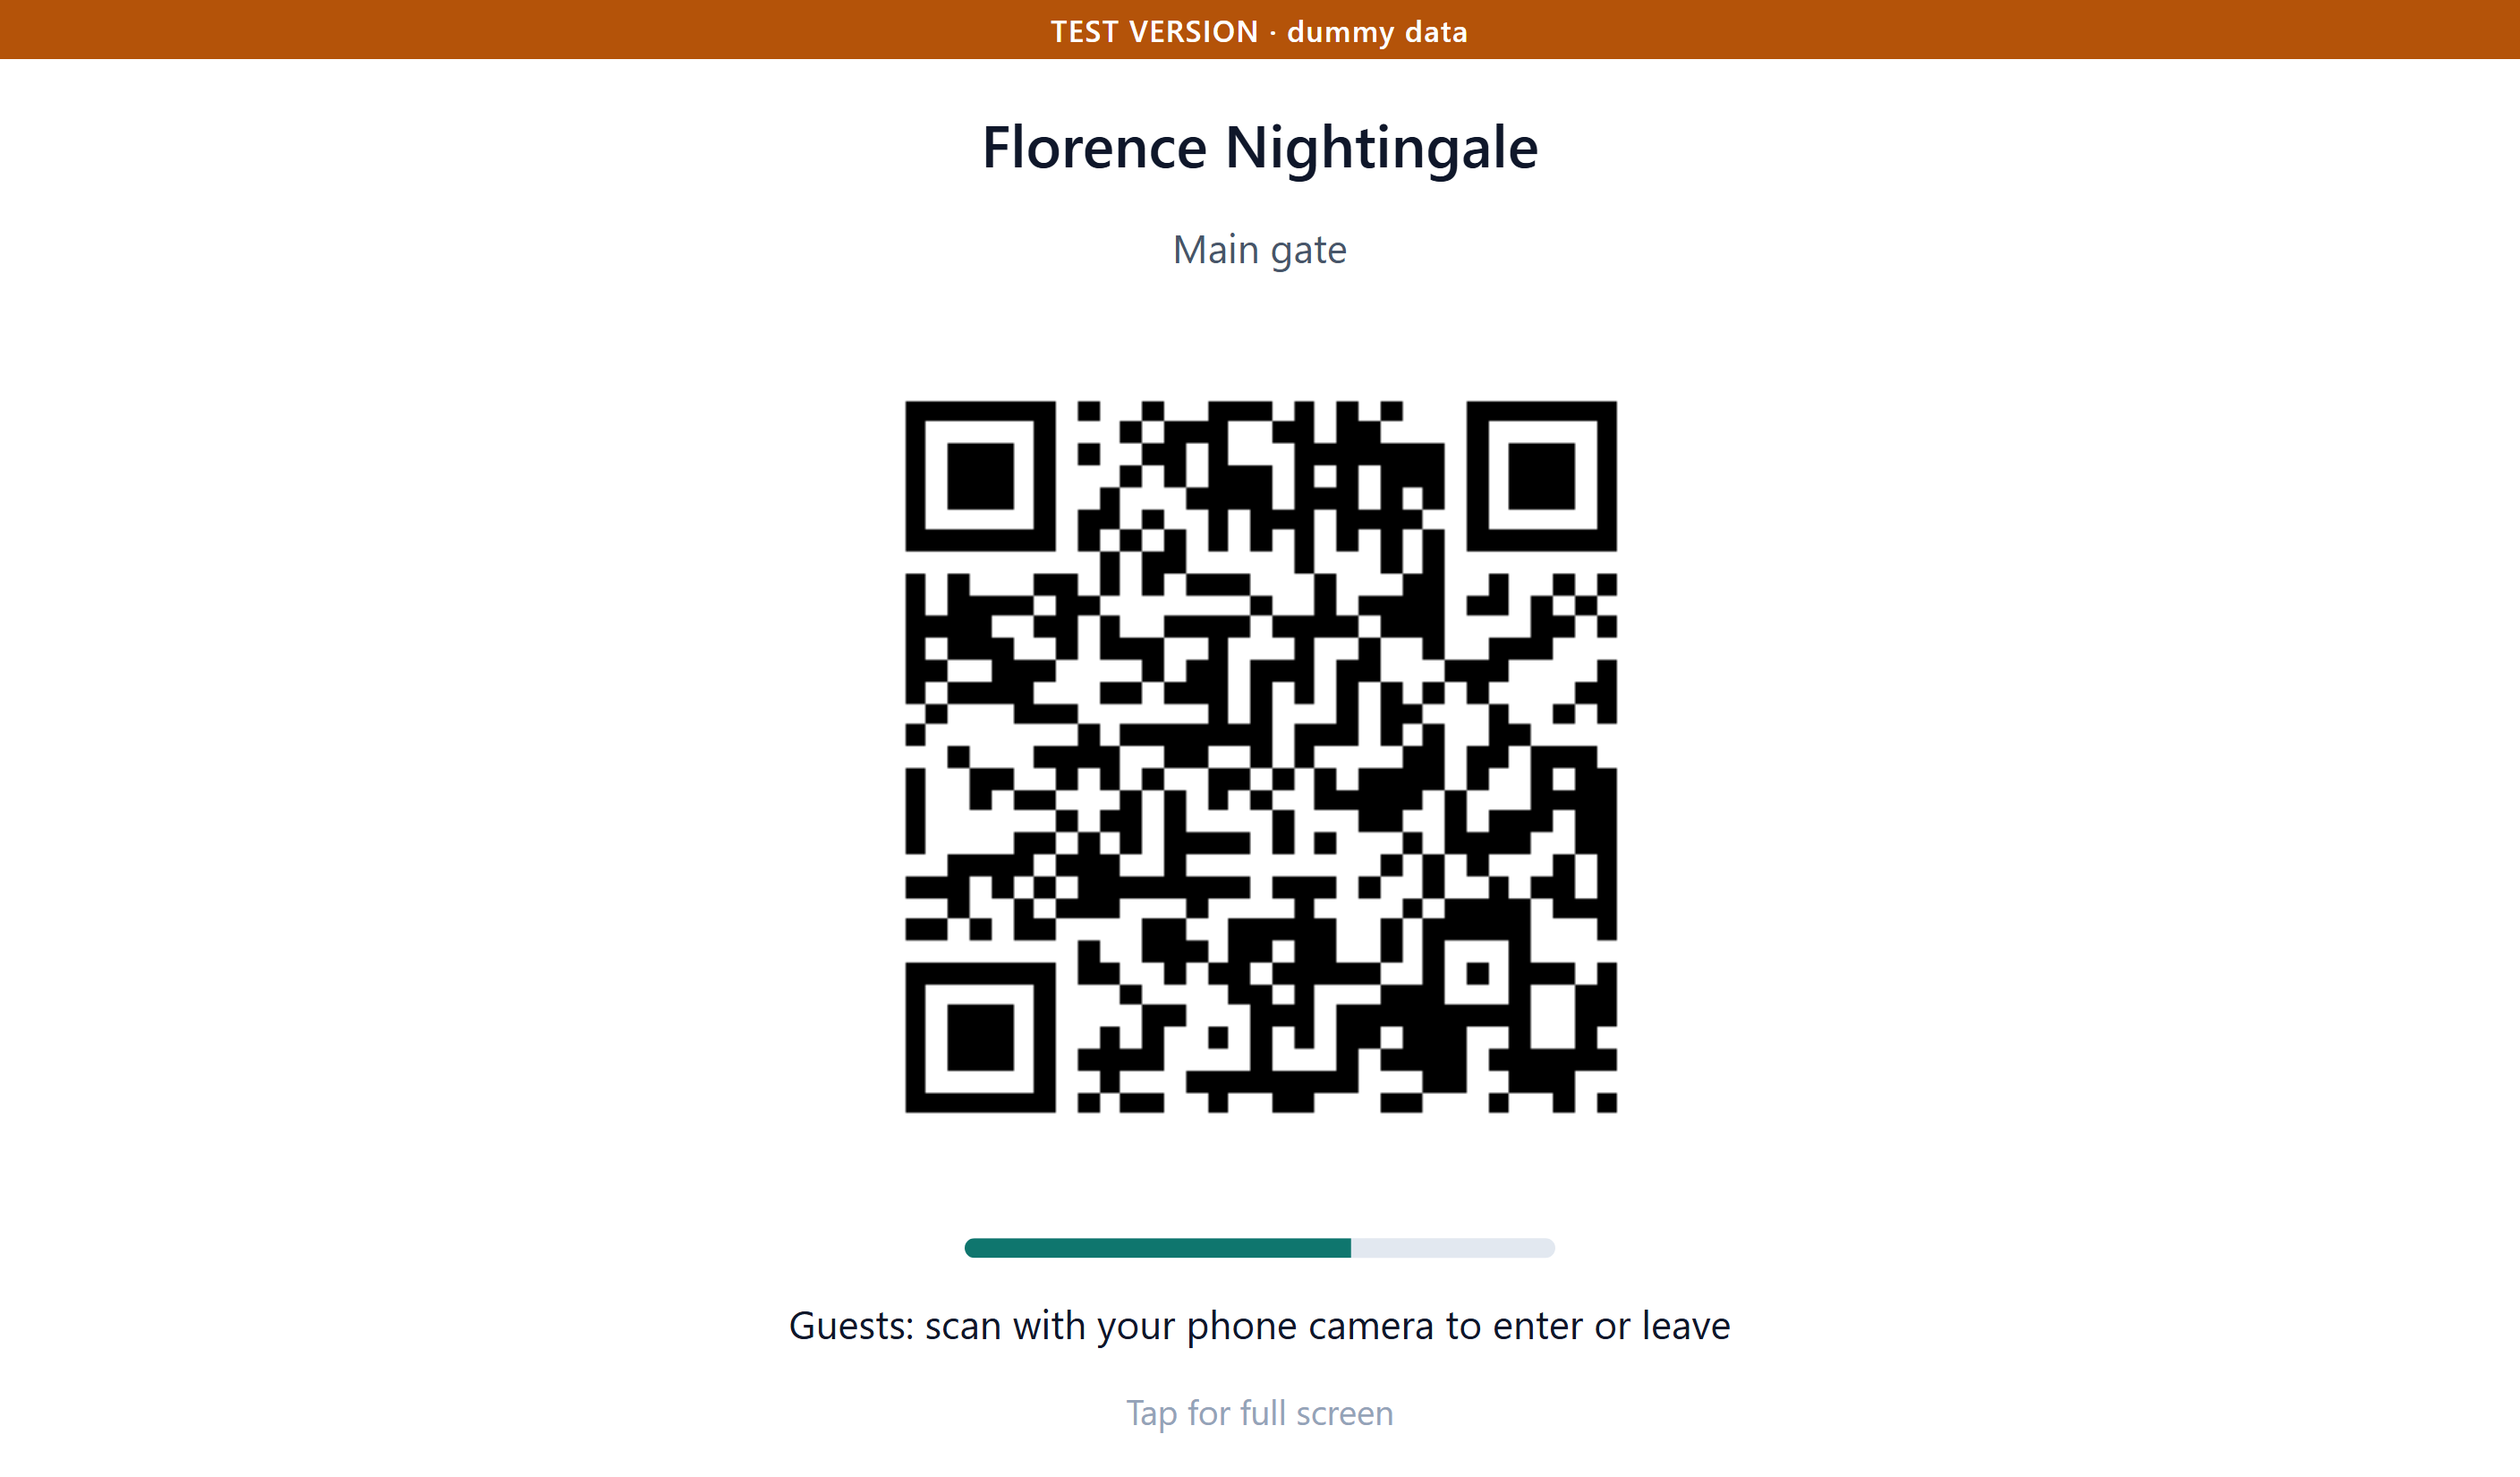 TEST VERSION · dummy data
Florence Nightingale
Main gate
Guests: scan with your phone camera to enter or leave
Tap for full screen